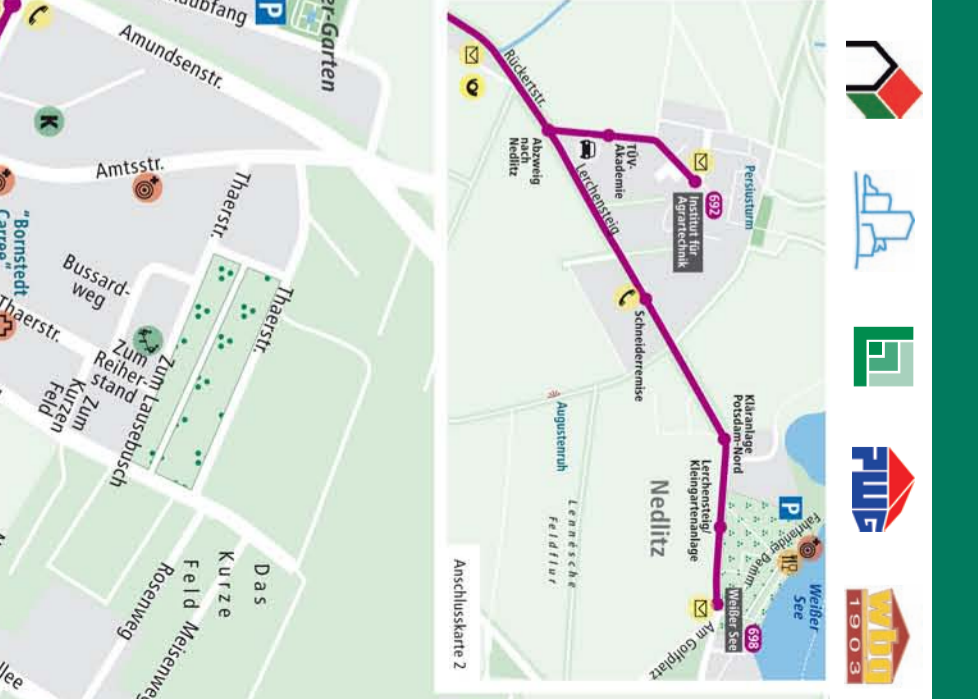 er-Garten
P
Amundsenstr.
K
Amtsstr.
Thaerstr.
"Bornstedt
Carree"
Bussard-
weg
Thaerstr.
Thaerstr.
Zum
Reiher-
stand
Zum Lausebusch
Zum
Kurzen
Feld
Das
Kurze
Feld
Meisenweg
Rosenweg
Rückertstr.
Abzweig
nach
Nedlitz
TÜV-
Akademie
Lerchensteig
Persiusturm
692
Institut für
Agrartechnik
Schneiderremise
Augustenruh
Kläranlage
Potsdam-Nord
Lerchensteig/
Kleingartenanlage
Nedlitz
Lennésche
Feldflur
P
Fahrlander Damm
Weißer
See
698
Weißer See
Am Golfplatz
Anschlusskarte 2
PWG
WBO
1903